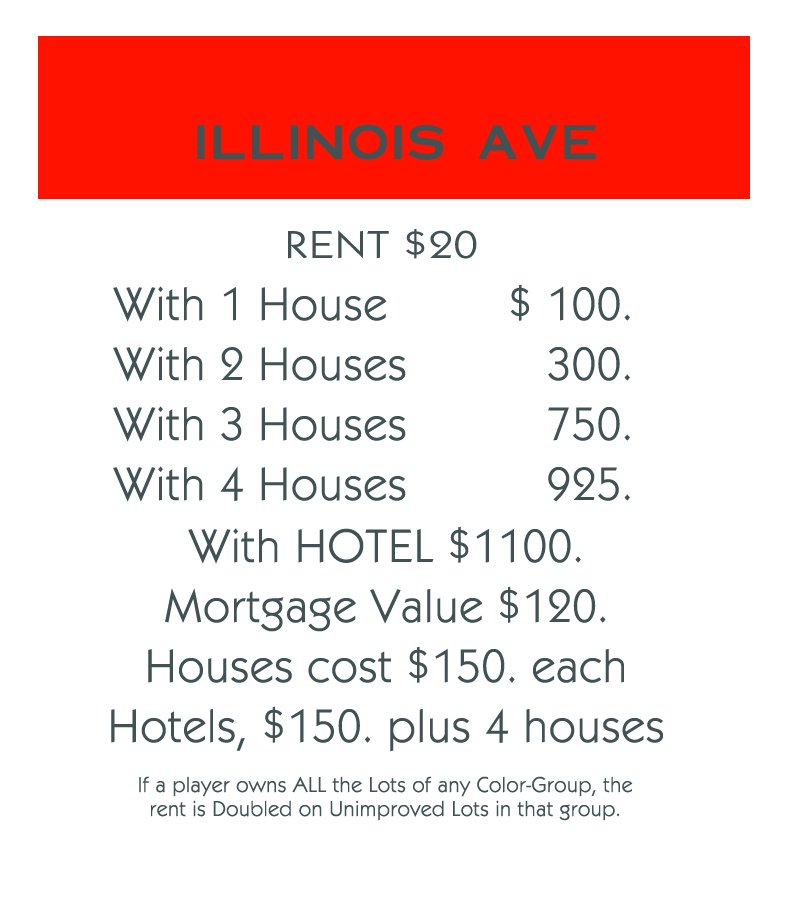 ILLINOIS AVE
RENT $20
With 1 House $ 100.
With 2 Houses 300.
With 3 Houses 750.
With 4 Houses 925.
With HOTEL $1100.
Mortgage Value $120.
Houses cost $150. each
Hotels, $150. plus 4 houses
If a player owns ALL the Lots of any Color-Group, the
rent is Doubled on Unimproved Lots in that group.